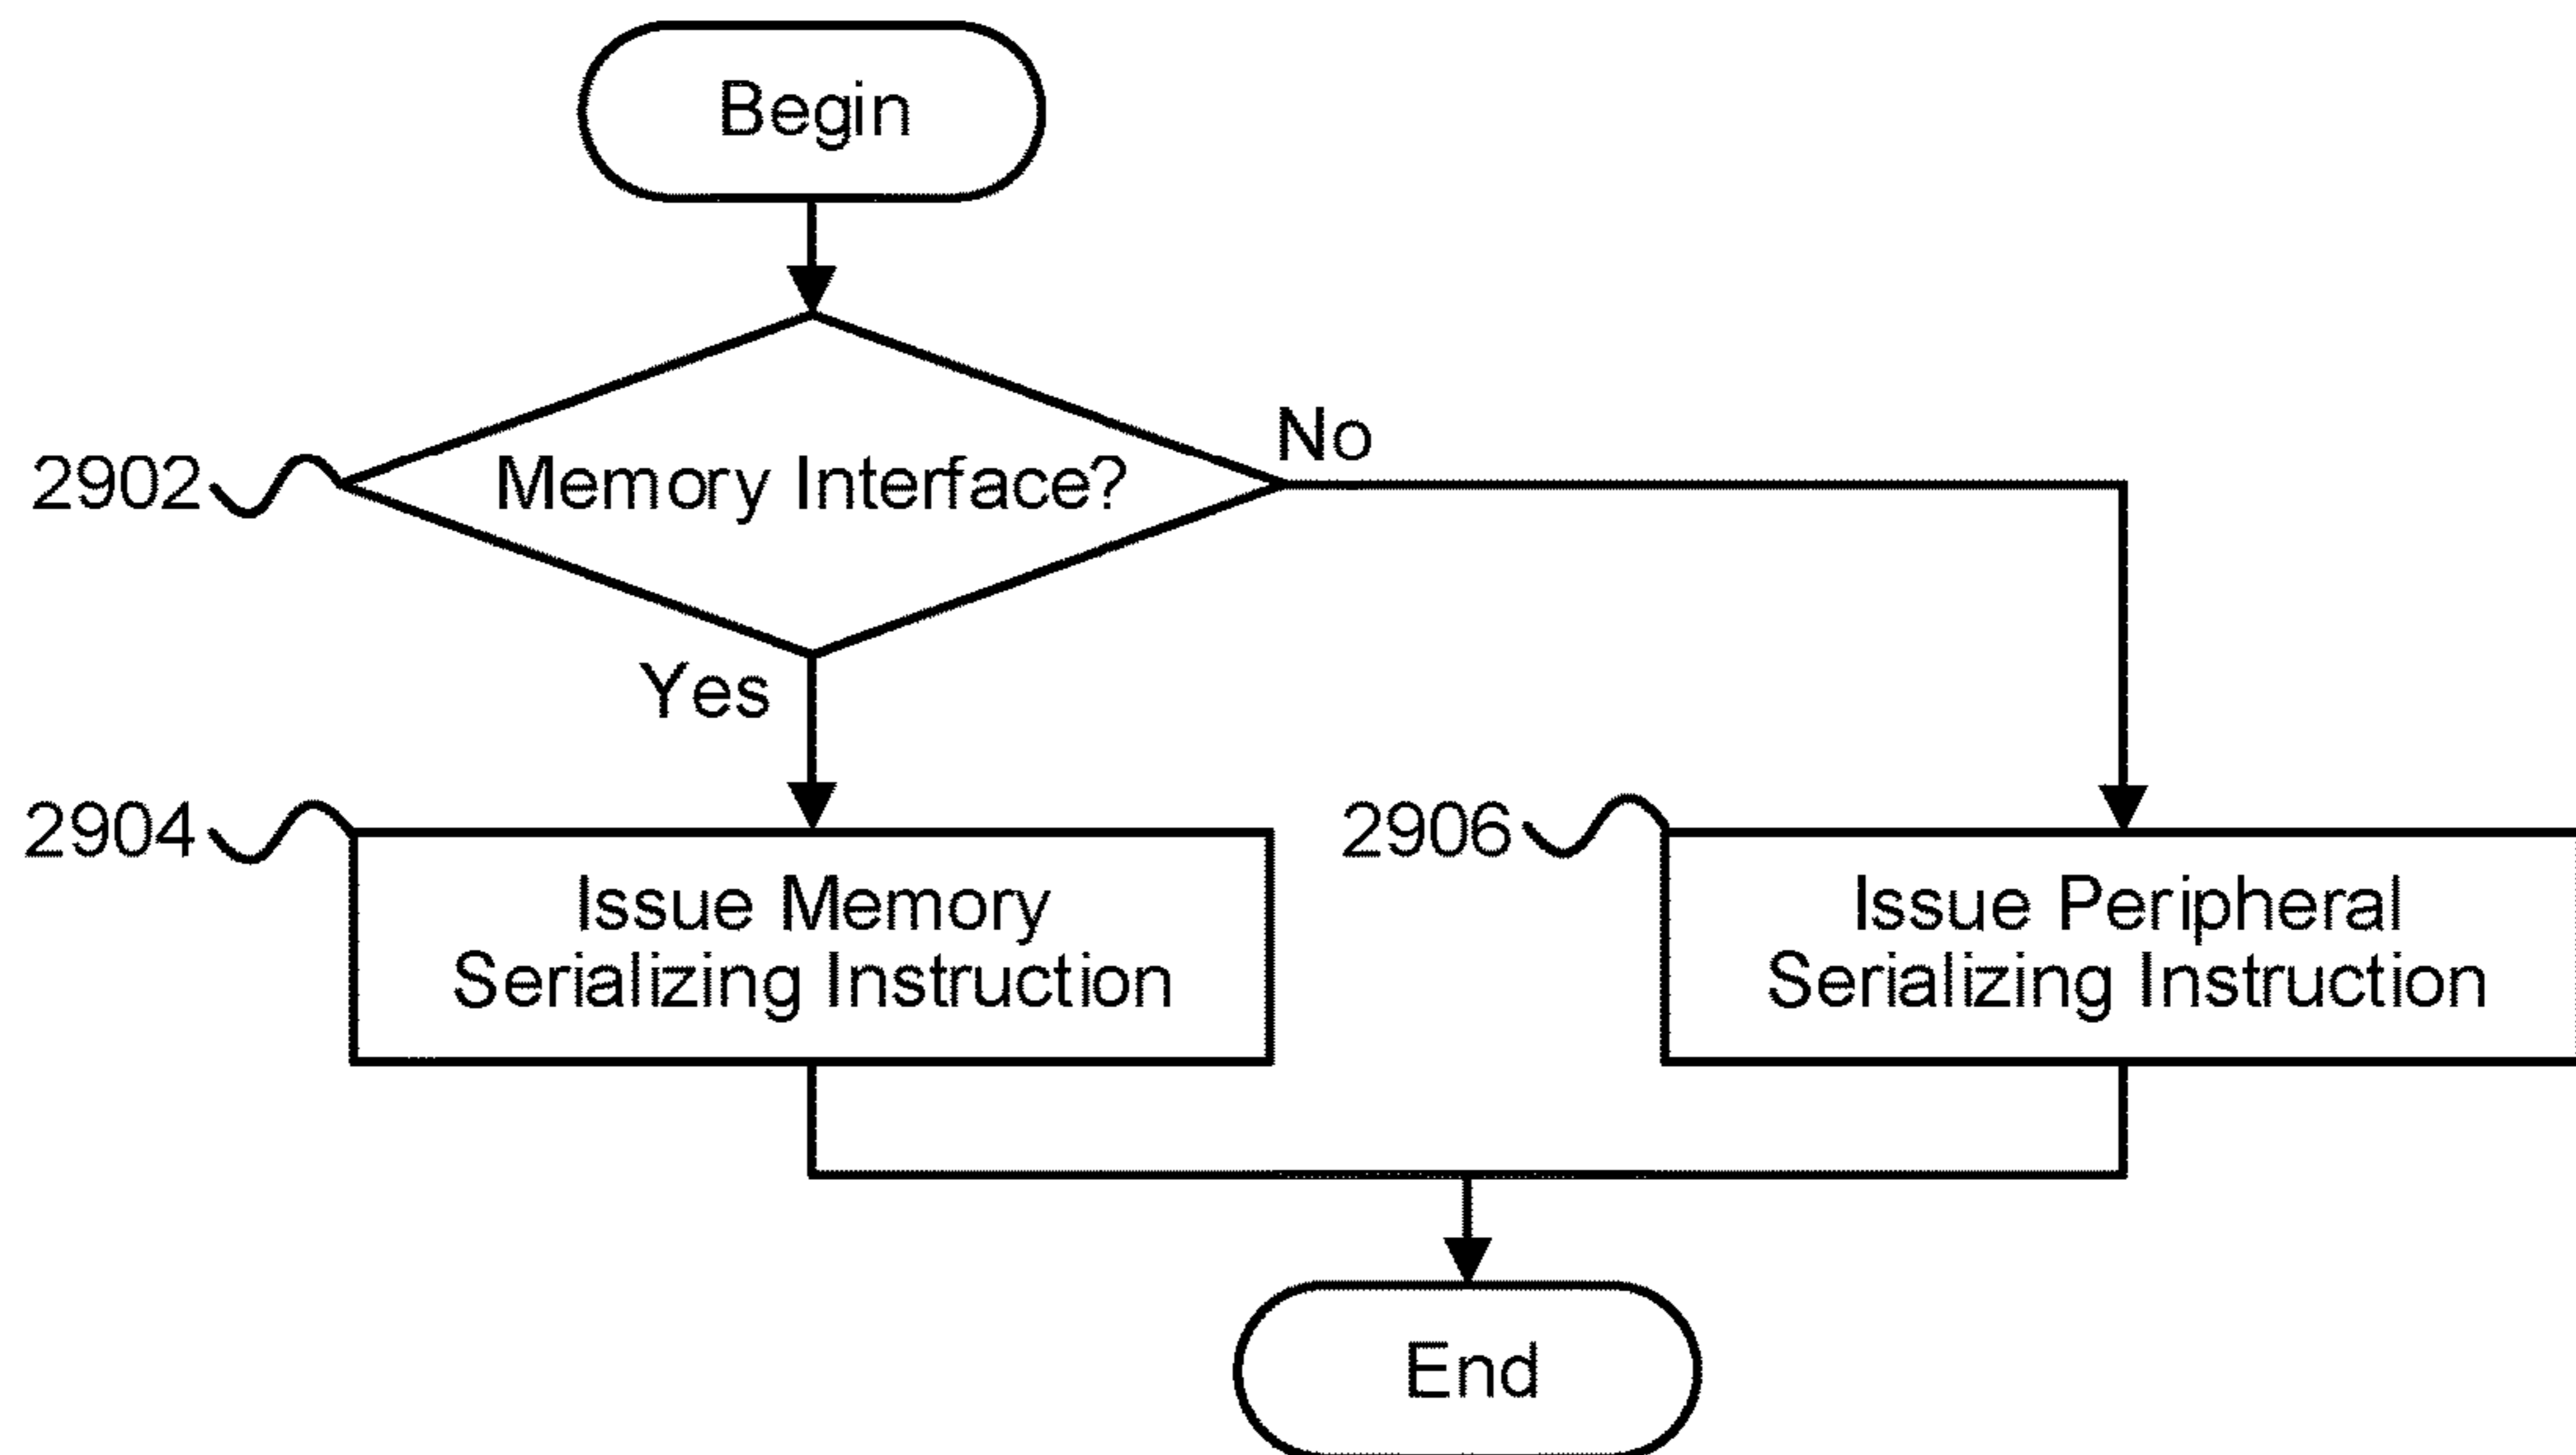 Begin
No
2902
Memory Interface?
Yes
2904
2906
Issue Memory
Serializing Instruction
Issue Peripheral
Serializing Instruction
End